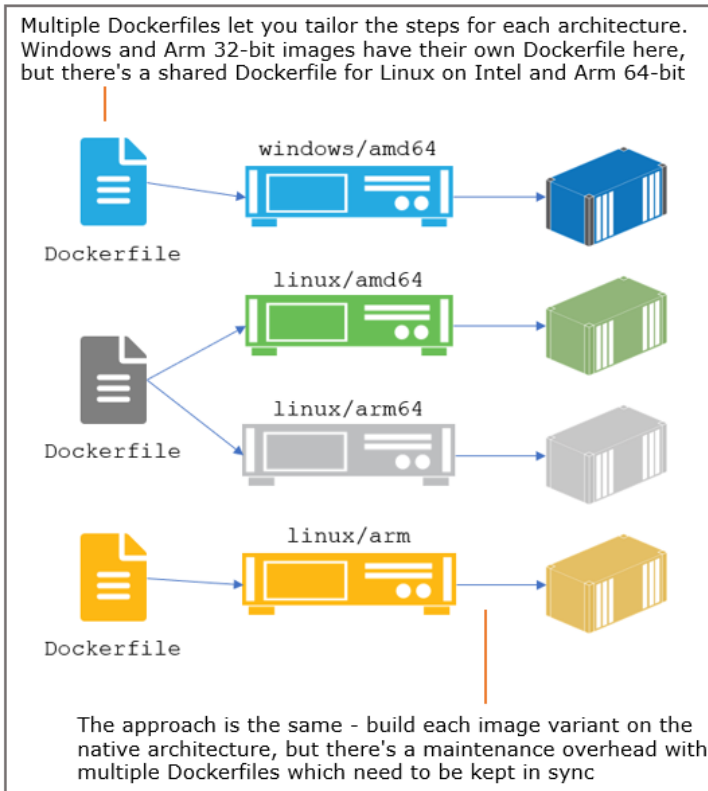 Multiple Dockerfiles let you tailor the steps for each architecture.
Windows and Arm 32-bit images have their own Dockerfile here,
but there's a shared Dockerfile for Linux on Intel and Arm 64-bit
windows/amd64
Dockerfile
linux/amd64
linux/arm64
Dockerfile
linux/arm
Dockerfile
The approach is the same - build each image variant on the
native architecture, but there's a maintenance overhead with
multiple Dockerfiles which need to be kept in sync